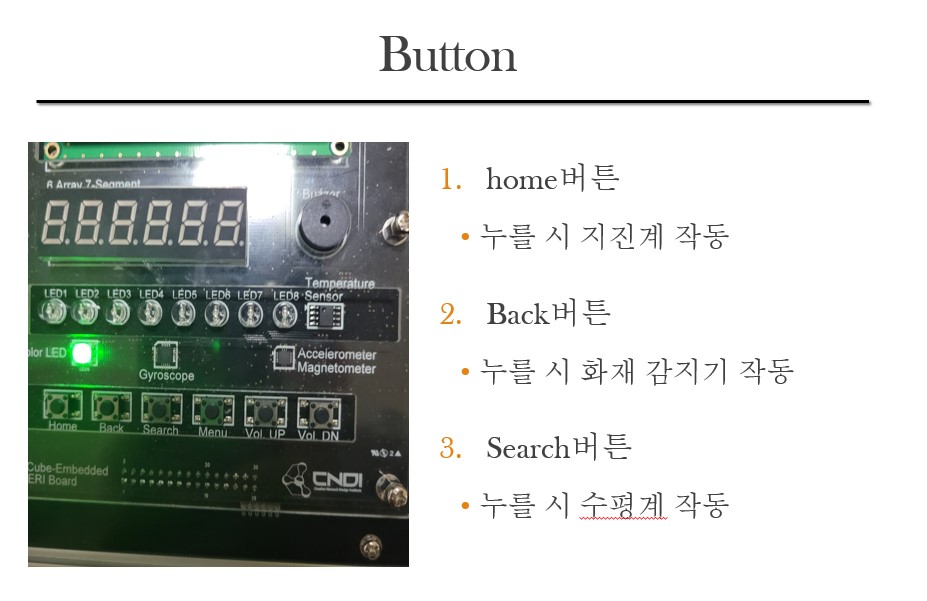 Button
6 Array 7-Segment
Buzzer
LED1 LED2 LED3 LED4 LED5 LED6 LED7 LED8
Temperature
Sensor
olor LED
Gyroscope
Accelerometer
Magnetometer
Home Back Search Menu Vol. UP Vol. DN
Cube-Embedded
ERI Board
CNDI
1. home버튼
• 누를 시 지진계 작동
2. Back버튼
• 누를 시 화재 감지기 작동
3. Search버튼
• 누를 시 수평계 작동